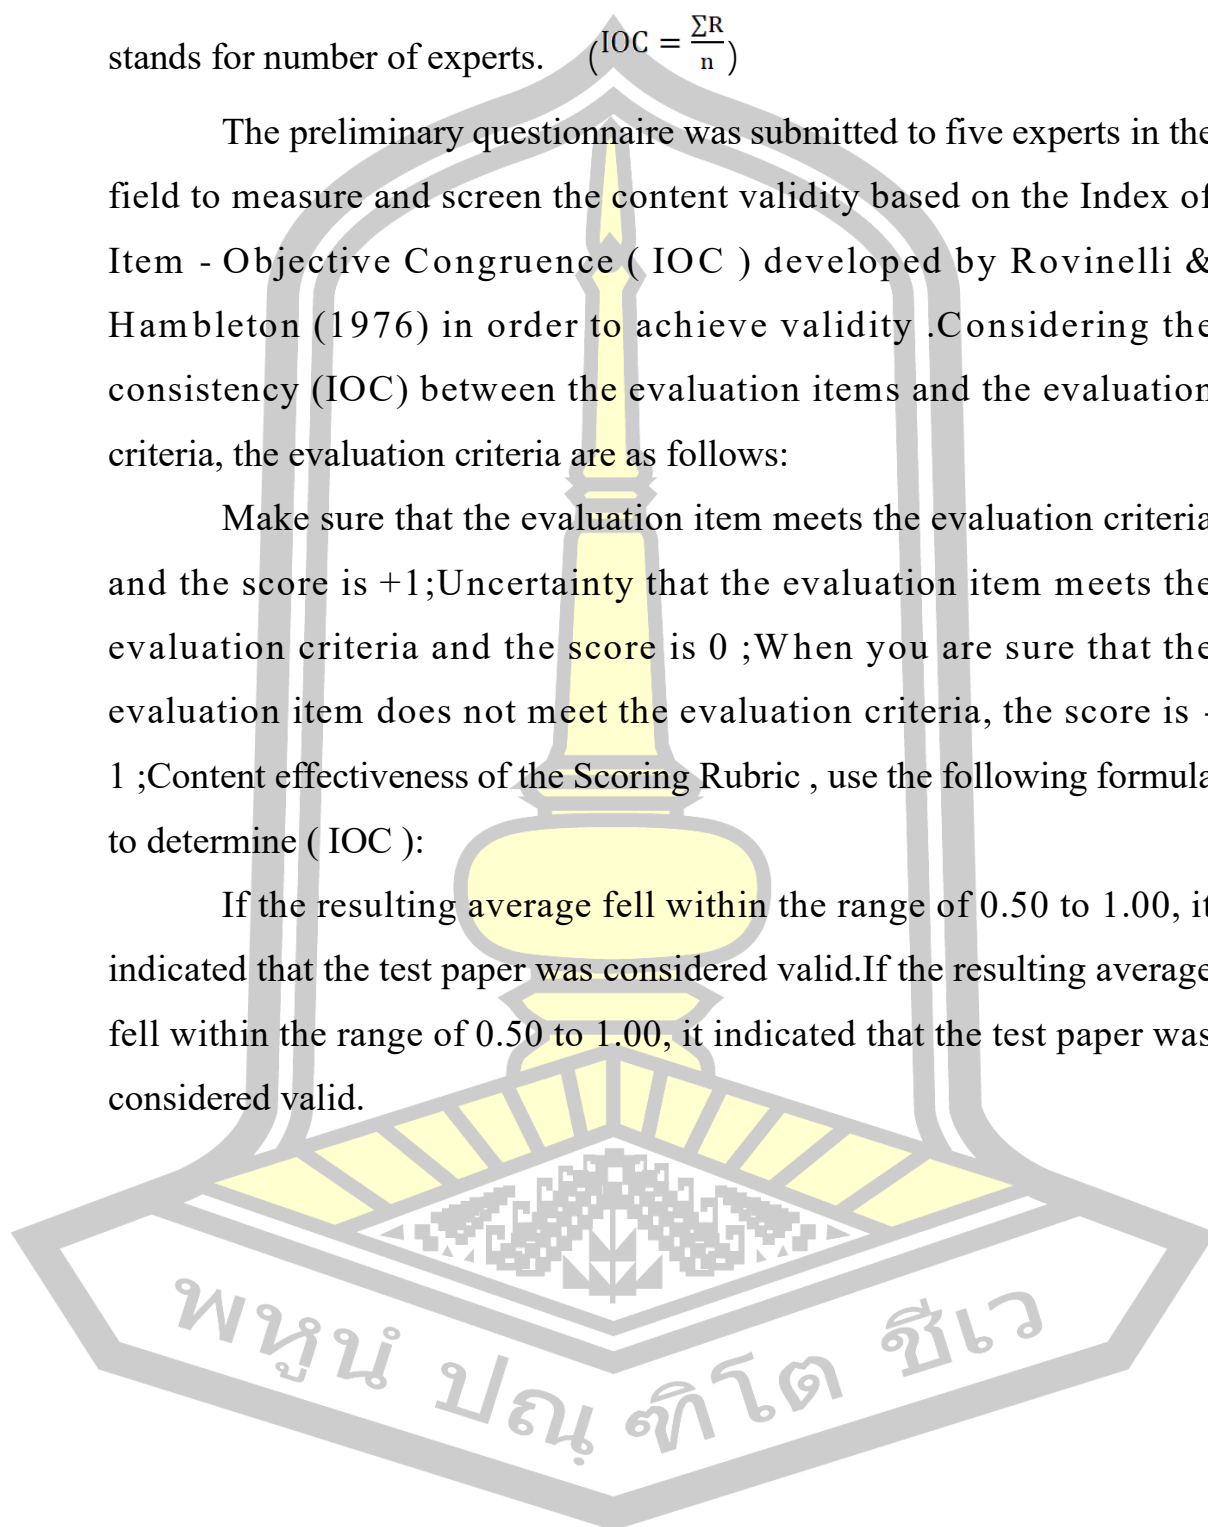 stands for number of experts. (IOC = ∑R/n)
The preliminary questionnaire was submitted to five experts in the
field to measure and screen the content validity based on the Index of
Item - Objective Congruence ( IOC ) developed by Rovinelli &
Hambleton (1976) in order to achieve validity .Considering the
consistency (IOC) between the evaluation items and the evaluation
criteria, the evaluation criteria are as follows:
Make sure that the evaluation item meets the evaluation criteria
and the score is +1;Uncertainty that the evaluation item meets the
evaluation criteria and the score is 0 ;When you are sure that the
evaluation item does not meet the evaluation criteria, the score is -
1 ;Content effectiveness of the Scoring Rubric , use the following formula
to determine ( IOC ):
If the resulting average fell within the range of 0.50 to 1.00, it
indicated that the test paper was considered valid.If the resulting average
fell within the range of 0.50 to 1.00, it indicated that the test paper was
considered valid.
พหูนํ ปณฺฑิโต ชีเว